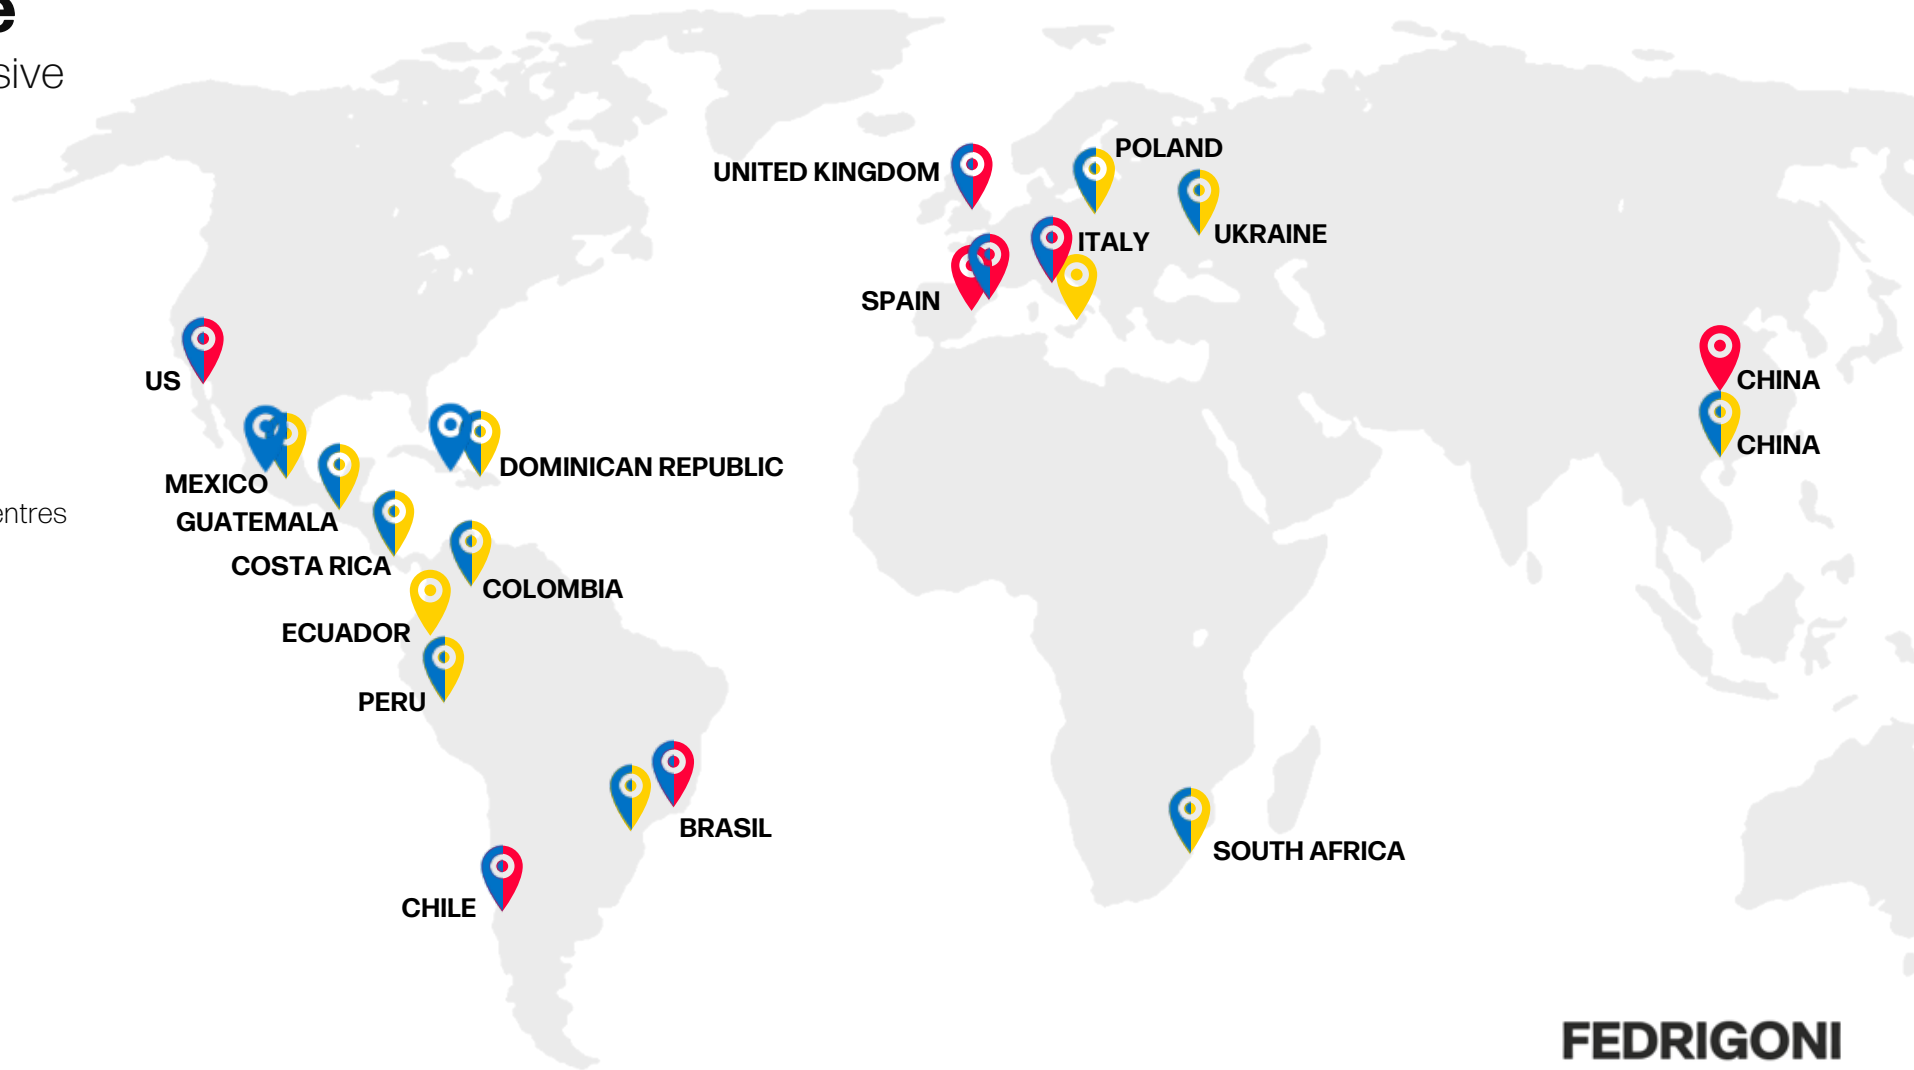 e
sive
POLAND
UNITED KINGDOM
UKRAINE
ITALY
SPAIN
US
CHINA
CHINA
DOMINICAN REPUBLIC
MEXICO
entres
GUATEMALA
COSTA RICA
COLOMBIA
ECUADOR
PERU
BRASIL
SOUTH AFRICA
CHILE
FEDRIGONI